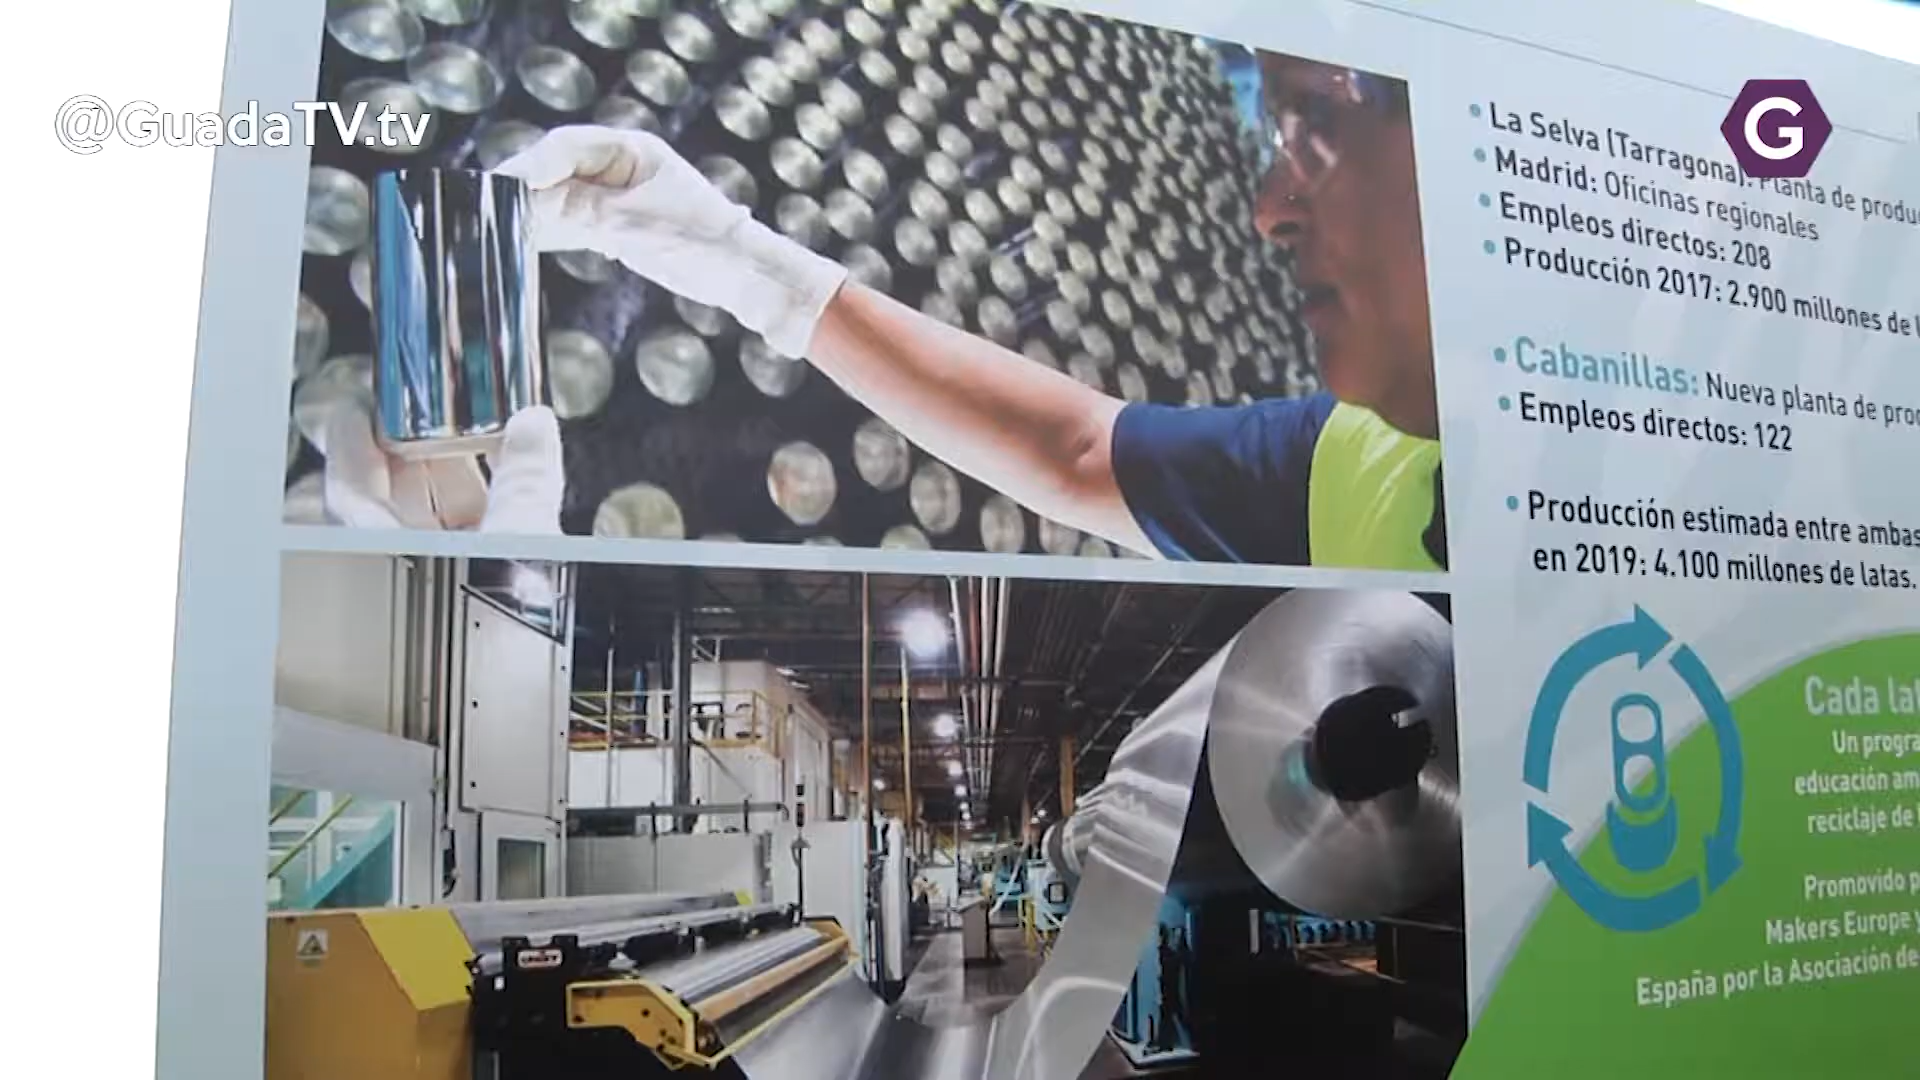 @GuadaTV.tv
G
La Selva (Tarragona): Planta de produ
Madrid: Oficinas regionales
Empleos directos: 208
Producción 2017: 2.900 millones de l
Cabanillas: Nueva planta de proc
Empleos directos: 122
Producción estimada entre ambas
en 2019: 4.100 millones de latas.
Cada lat
Un progra
educación am
reciclaje de l
Promovido p
Makers Europe y
España por la Asociación de